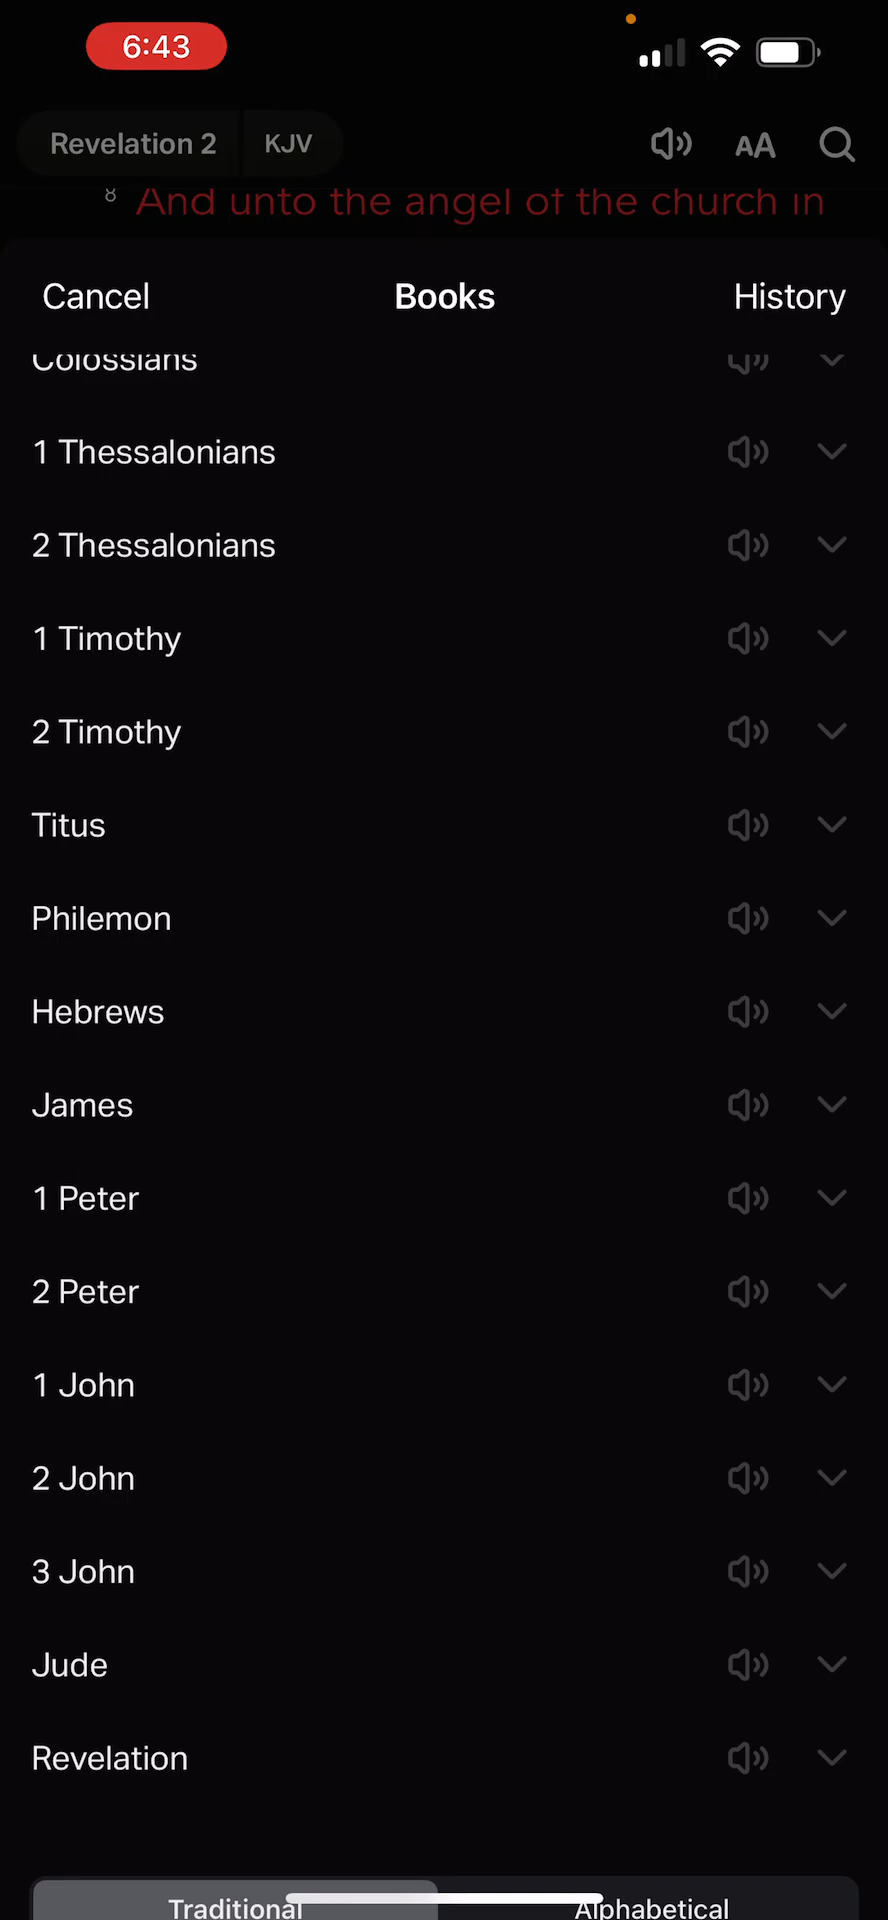 6:43
Revelation 2 KJV AA
8 And unto the angel of the church in
Cancel Books History
Colossians
1 Thessalonians
2 Thessalonians
1 Timothy
2 Timothy
Titus
Philemon
Hebrews
James
1 Peter
2 Peter
1 John
2 John
3 John
Jude
Revelation
Traditional Alphabetical